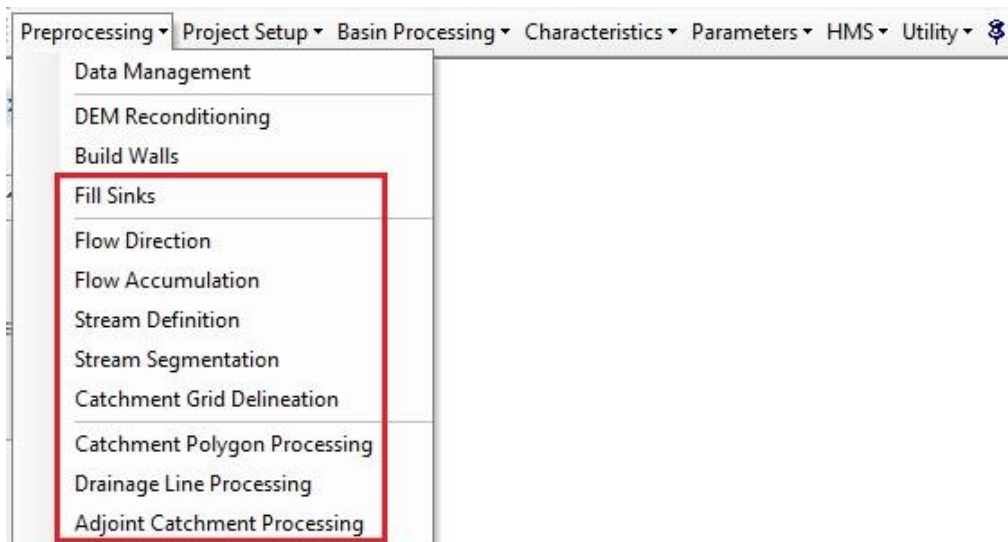 Preprocessing Project Setup Basin Processing Characteristics Parameters HMS Utility
Data Management
DEM Reconditioning
Build Walls
Fill Sinks
Flow Direction
Flow Accumulation
Stream Definition
Stream Segmentation
Catchment Grid Delineation
Catchment Polygon Processing
Drainage Line Processing
Adjoint Catchment Processing